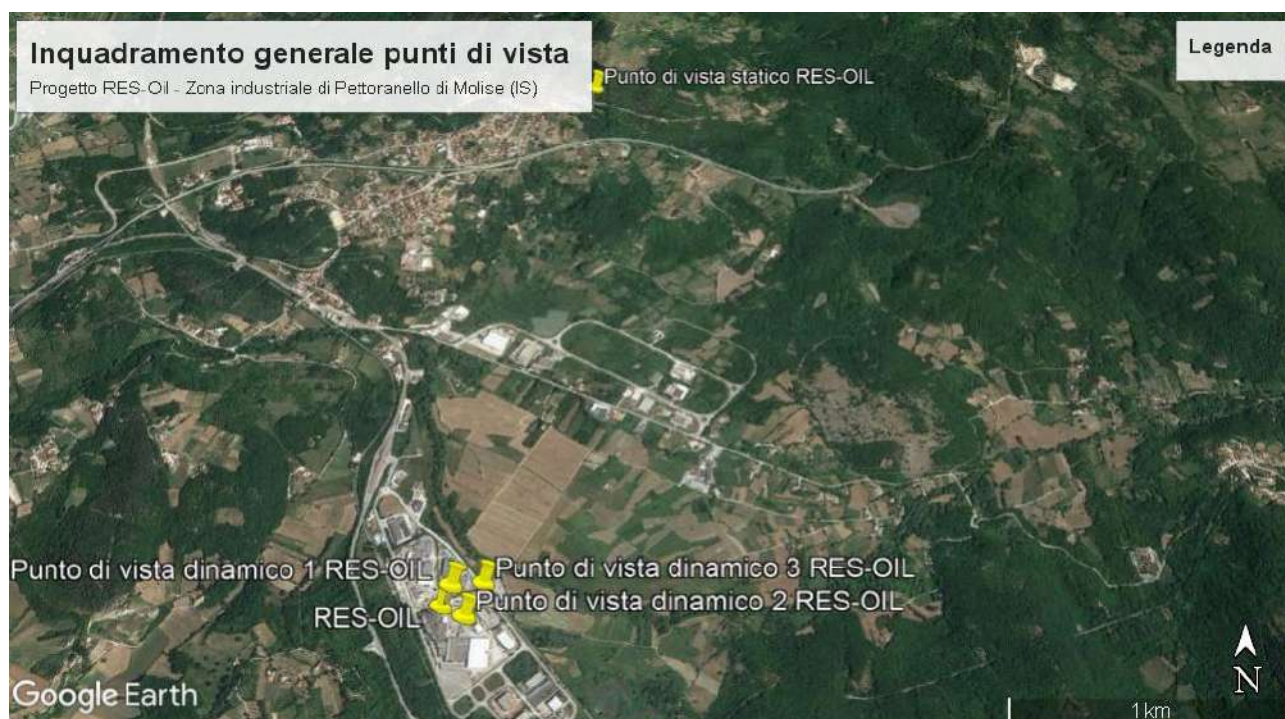 Inquadramento generale punti di vista
Progetto RES-Oil - Zona industriale di Pettoranello di Molise (IS)
Legenda
Punto di vista statico RES-OIL
Punto di vista dinamico 1 RES-OIL
Punto di vista dinamico 3 RES-OIL
RES-OIL
Punto di vista dinamico 2 RES-OIL
Google Earth
N
1 km